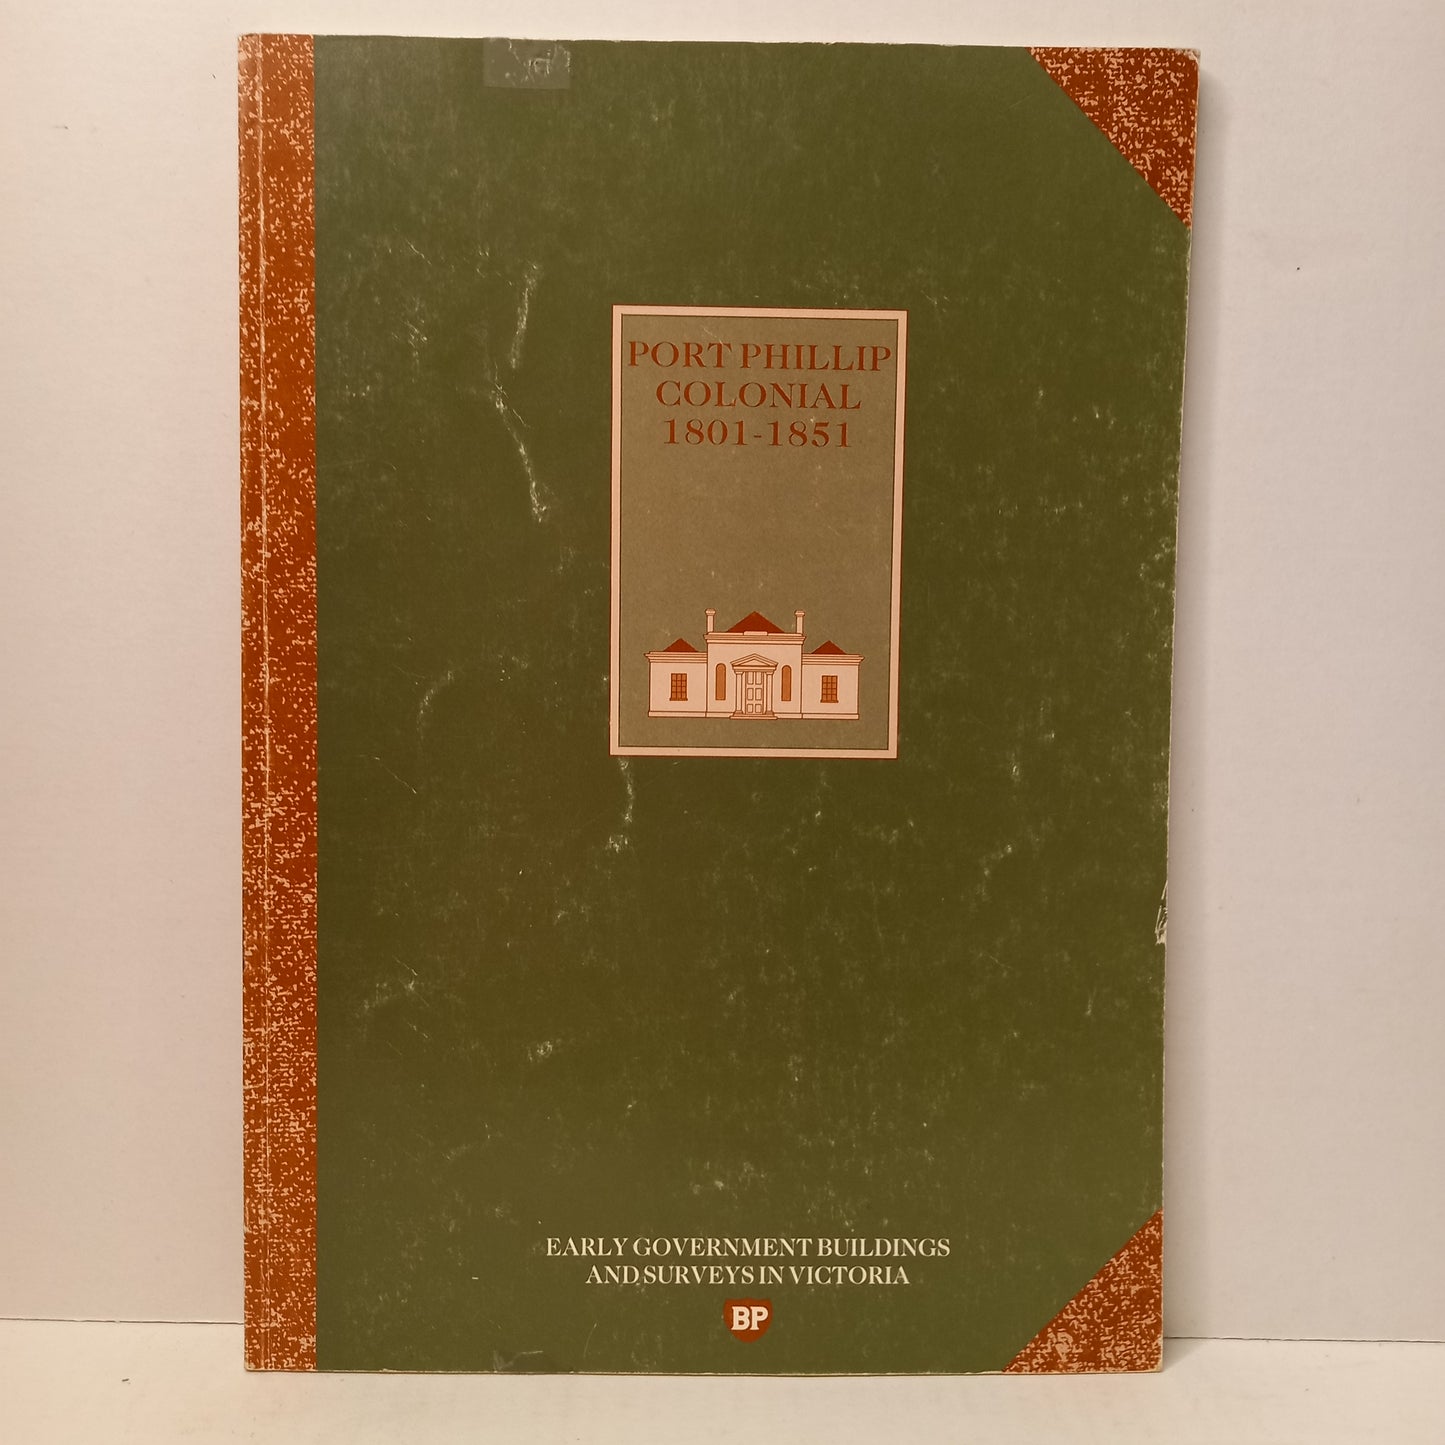 PORT PHILLIP
COLONIAL
1801-1851
EARLY GOVERNMENT BUILDINGS
AND SURVEYS IN VICTORIA
BP